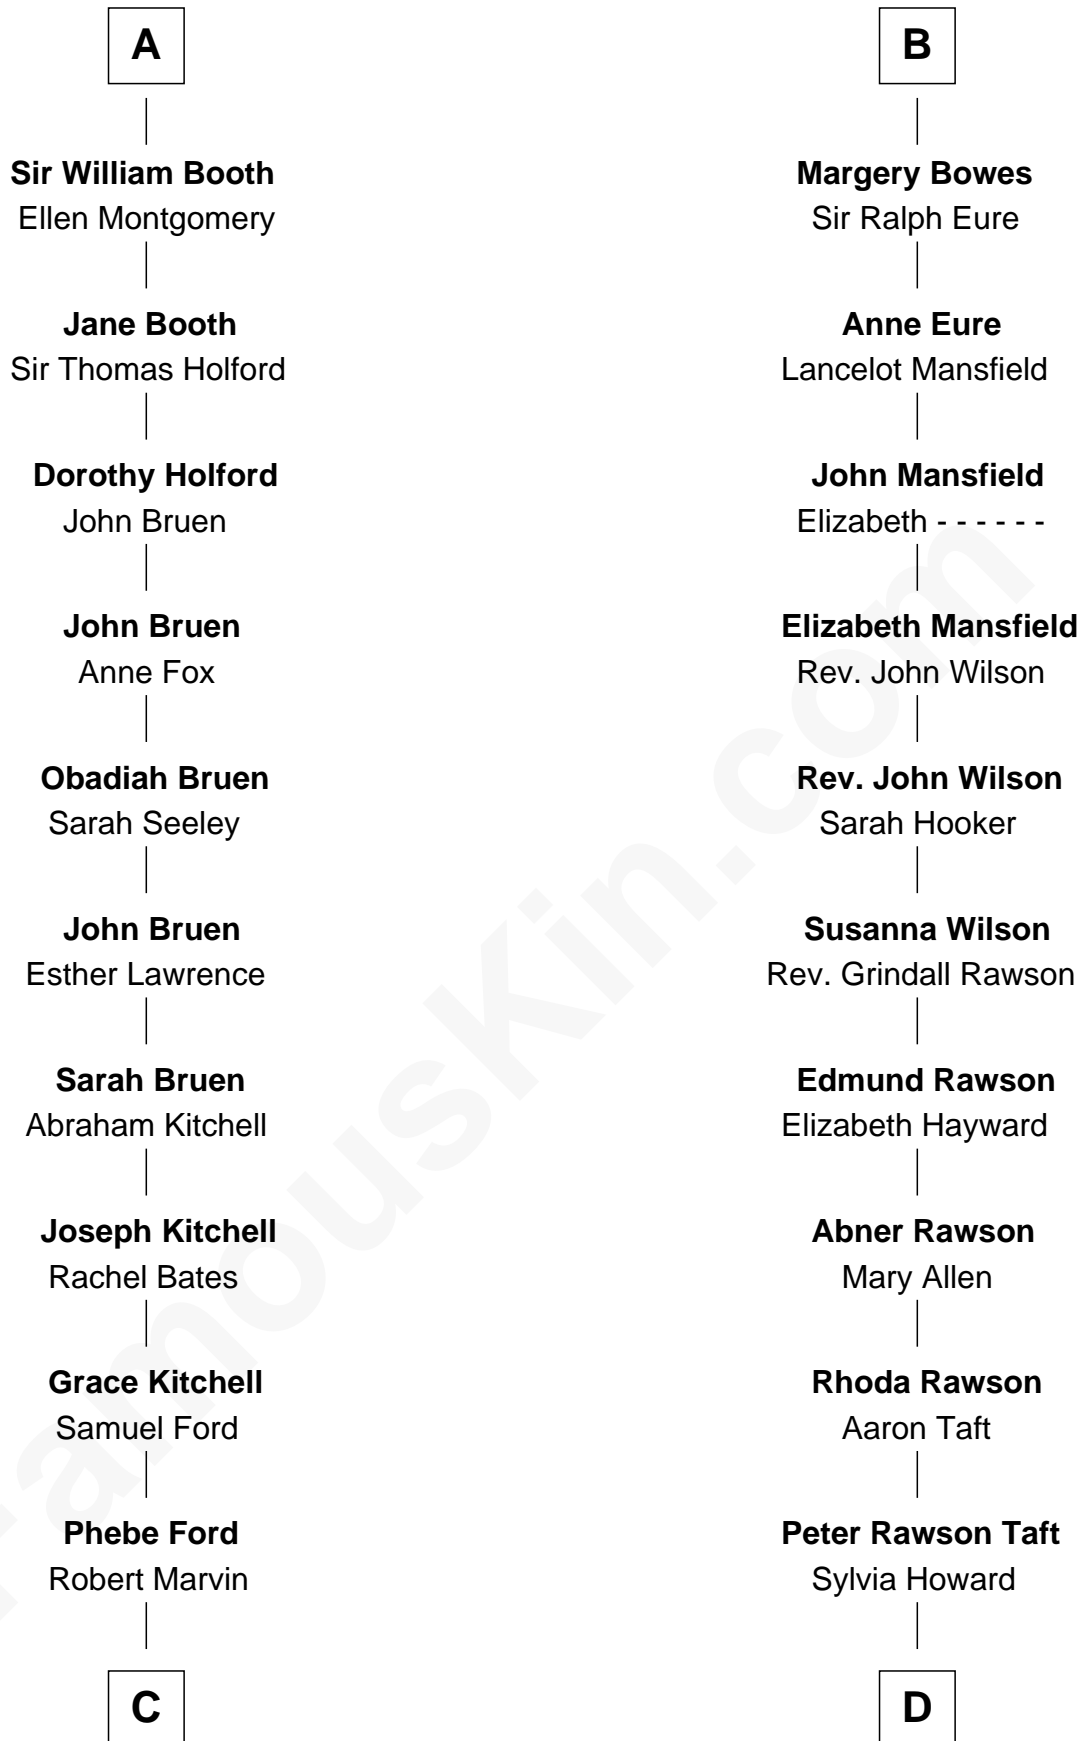 A
Sir William Booth
Ellen Montgomery
Jane Booth
Sir Thomas Holford
Dorothy Holford
John Bruen
John Bruen
Anne Fox
Obadiah Bruen
Sarah Seeley
John Bruen
Esther Lawrence
Sarah Bruen
Abraham Kitchell
Joseph Kitchell
Rachel Bates
Grace Kitchell
Samuel Ford
Phebe Ford
Robert Marvin
C
B
Margery Bowes
Sir Ralph Eure
Anne Eure
Lancelot Mansfield
John Mansfield
Elizabeth - - - - - -
Elizabeth Mansfield
Rev. John Wilson
Rev. John Wilson
Sarah Hooker
Susanna Wilson
Rev. Grindall Rawson
Edmund Rawson
Elizabeth Hayward
Abner Rawson
Mary Allen
Rhoda Rawson
Aaron Taft
Peter Rawson Taft
Sylvia Howard
D
FamousKin.com